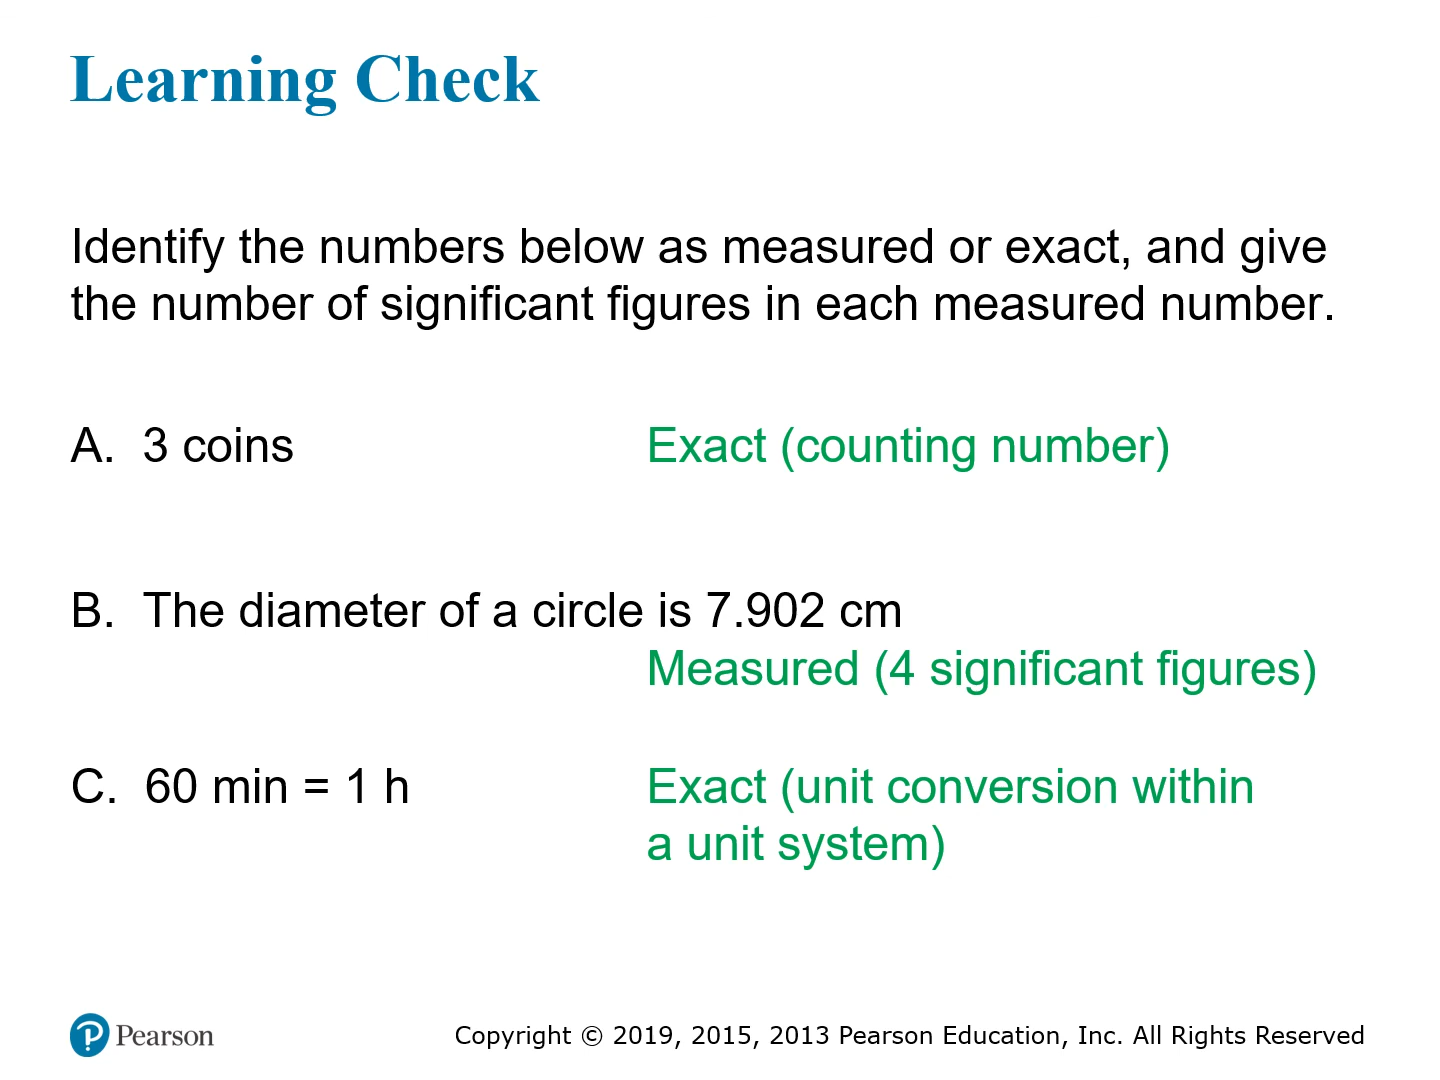 Learning Check
Identify the numbers below as measured or exact, and give
the number of significant figures in each measured number.
A. 3 coins Exact (counting number)
B. The diameter of a circle is 7.902 cm
Measured (4 significant figures)
C. 60 min = 1 h Exact (unit conversion within
a unit system)
Pearson Copyright © 2019, 2015, 2013 Pearson Education, Inc. All Rights Reserved